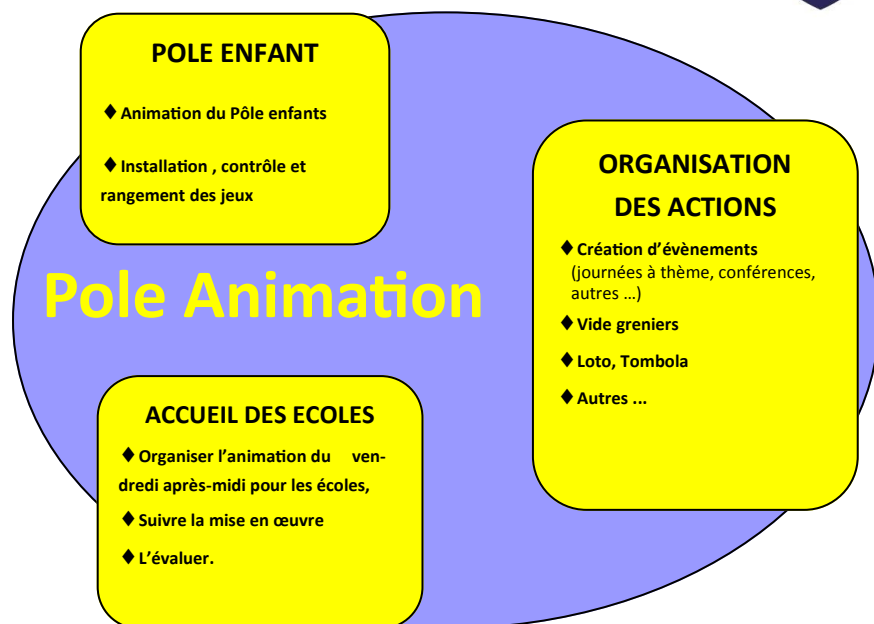 POLE ENFANT
♦ Animation du Pôle enfants
♦ Installation , contrôle et
rangement des jeux
ORGANISATION
DES ACTIONS
♦ Création d’évènements
(journées à thème, conférences,
autres …)
♦ Vide greniers
♦ Loto, Tombola
♦ Autres ...
Pole Animation
ACCUEIL DES ECOLES
♦ Organiser l’animation du ven-
dredi après-midi pour les écoles,
♦ Suivre la mise en œuvre
♦ L’évaluer.